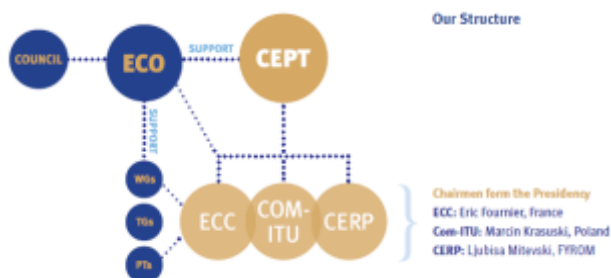 Our Structure
COUNCIL
ECO
SUPPORT
CEPT
SUPPORT
WGs
TGs
PTs
ECC
COM-
ITU
CERP
Chairmen form the Presidency
ECC: Eric Fournier, France
Com-ITU: Marcin Krasuski, Poland
CERP: Ljubisa Mitevski, FYROM